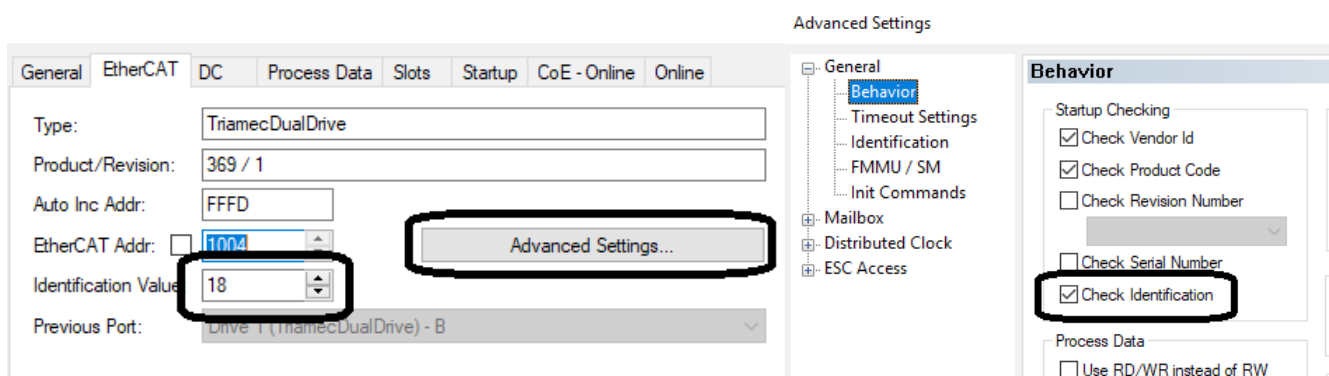 Advanced Settings
General EtherCAT DC Process Data Slots Startup CoE - Online Online
Type: TriamecDualDrive
Product/Revision: 369 / 1
Auto Inc Addr: FFFD
EtherCAT Addr: 1004 Advanced Settings...
Identification Value 18
Previous Port: Drive 1 (TriamecDualDrive) - B
General
Behavior
Timeout Settings
Identification
FMMU / SM
Init Commands
Mailbox
Distributed Clock
ESC Access
Behavior
Startup Checking
Check Vendor Id
Check Product Code
Check Revision Number
Check Serial Number
Check Identification
Process Data
Use RD/WR instead of RW